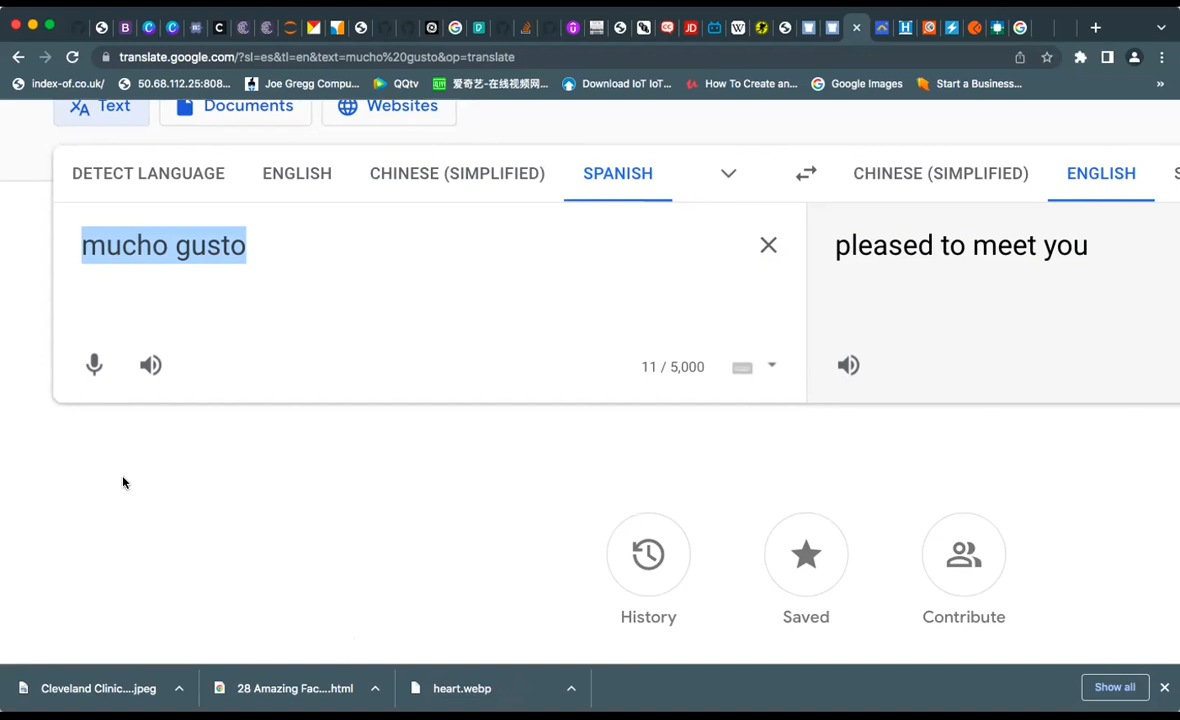 translate.google.com/?sl=es&tl=en&text=mucho%20gusto&op=translate
index-of.co.uk/ 50.68.112.25:808... Joe Gregg Compu... QQtv 爱奇艺-在线视频网... Download IoT IoT... How To Create an... Google Images Start a Business... »
Text Documents Websites
DETECT LANGUAGE ENGLISH CHINESE (SIMPLIFIED) SPANISH CHINESE (SIMPLIFIED) ENGLISH S
mucho gusto pleased to meet you
11 / 5,000
History Saved Contribute
Cleveland Clinic....jpeg 28 Amazing Fac....html heart.webp Show all